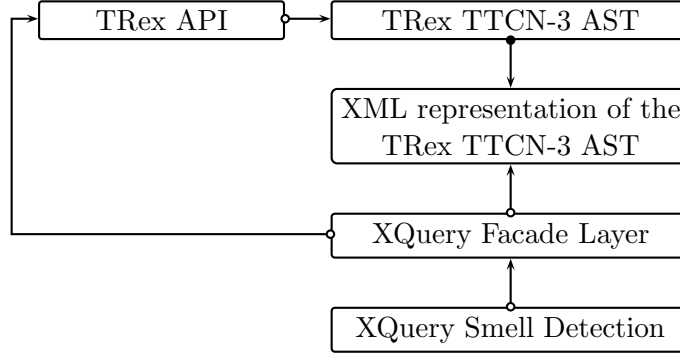 TRex API
TRex TTCN-3 AST
XML representation of the
TRex TTCN-3 AST
XQuery Facade Layer
XQuery Smell Detection